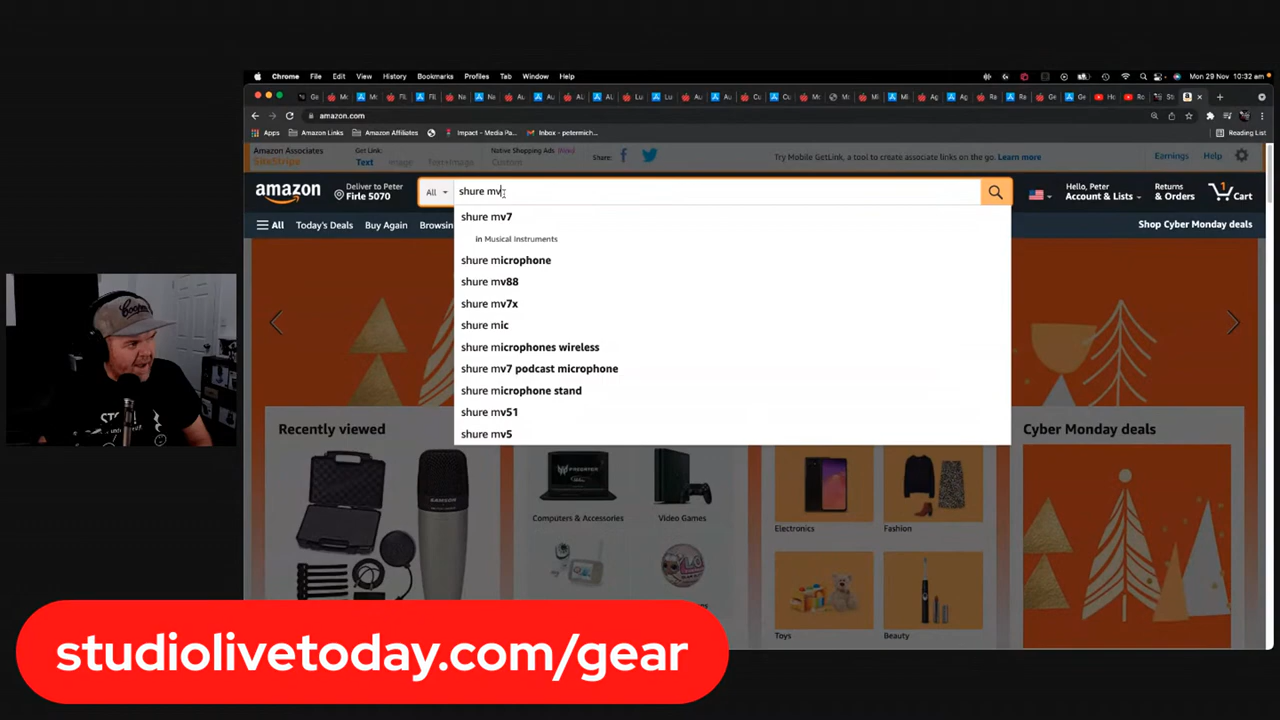 Chrome File Edit View History Bookmarks Profiles Tab Window Help
Mon 29 Nov 10:32 am
amazon.com
Apps Amazon Links Amazon Affiliates Impact - Media Pa... Inbox - petermich...
Reading List
Amazon Associates
SiteStripe
Get Link:
Text Image Text+Image
Native Shopping Ads
Custom
Share:
Try Mobile GetLink, a tool to create associate links on the go. Learn more
Earnings Help
amazon
Deliver to Peter
Firle 5070
All
shure mv
Hello, Peter
Account & Lists
Returns
& Orders
1
Cart
All Today's Deals Buy Again Browsin
Shop Cyber Monday deals
shure mv7
in Musical Instruments
shure microphone
shure mv88
shure mv7x
shure mic
shure microphones wireless
shure mv7 podcast microphone
shure microphone stand
shure mv51
shure mv5
Recently viewed
Cyber Monday deals
SAMSON
PREDATOR
Computers & Accessories
Video Games
Electronics
Fashion
Toys
Beauty
studiolivetoday.com/gear